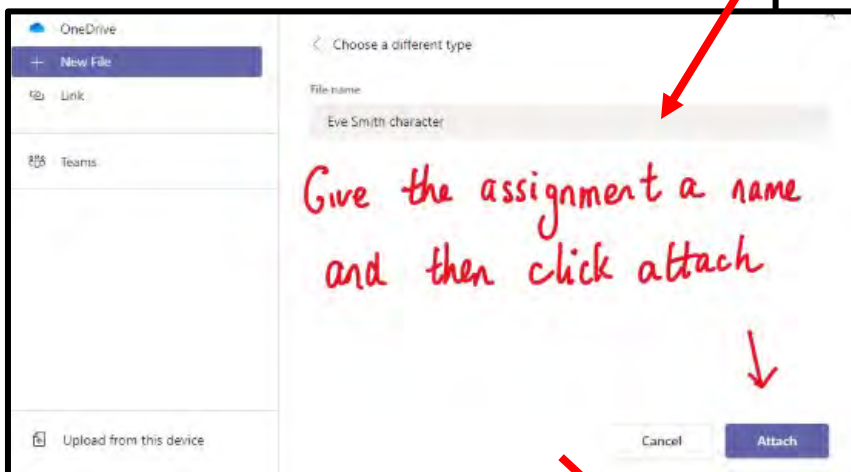 OneDrive
+ New File
Link
Teams
Upload from this device
< Choose a different type
File name
Eve Smith character
Give the assignment a name
and then click attach
Cancel
Attach